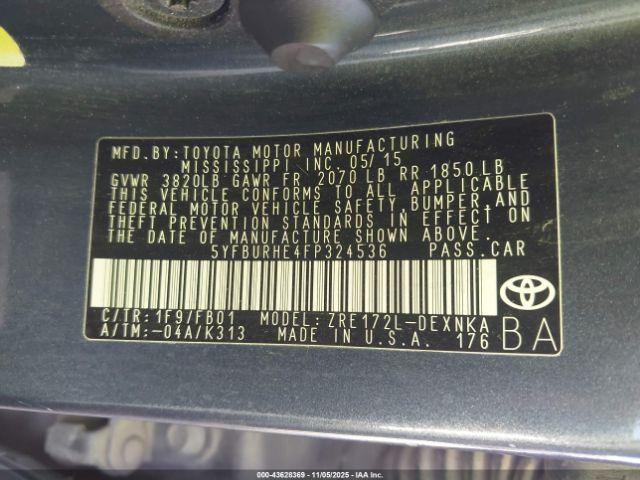 MFD.BY:TOYOTA MOTOR MANUFACTURING
MISSISSIPPI INC. 05/15
GVWR 3820LB GAWR FR 2070 LB RR 1850 LB
THIS VEHICLE CONFORMS TO ALL APPLICABLE
FEDERAL MOTOR VEHICLE SAFETY, BUMPER, AND
THEFT PREVENTION STANDARDS IN EFFECT ON
THE DATE OF MANUFACTURE SHOWN ABOVE.
5YFBURHE4FP324536 PASS.CAR
C/TR:1F9/FB01 MODEL: ZRE172L-DEXNKA
A/TM:-04A/K313 MADE IN U.S.A. 176 BA
000-43628369 11/05/2025 IAA, Inc.